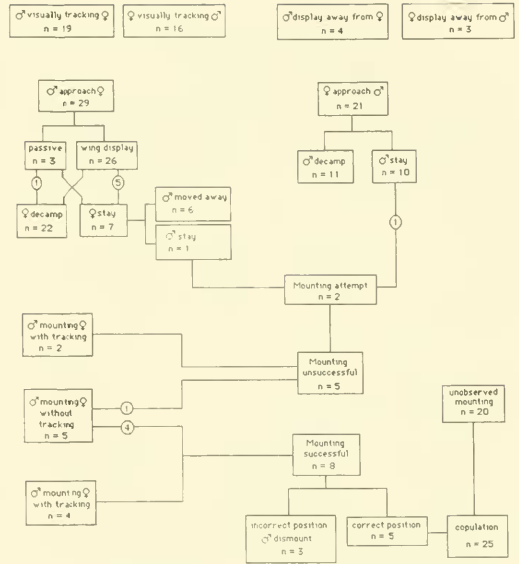 ♂ visually tracking ♀
n = 19
♀ visually tracking ♂
n = 16
♂ display away from ♀
n = 4
♀ display away from ♂
n = 3
♂ approach ♀
n = 29
♀ approach ♂
n = 21
passive
n = 3
wing display
n = 26
♂ decamp
n = 11
♂ stay
n = 10
1
5
♀ decamp
n = 22
♀ stay
n = 7
♂ moved away
n = 6
♂ stay
n = 1
1
Mounting attempt
n = 2
♂ mounting ♀
with tracking
n = 2
Mounting
unsuccessful
n = 5
♂ mounting ♀
without
tracking
n = 5
1
4
unobserved
mounting
n = 20
Mounting
successful
n = 8
♂ mounting ♀
with tracking
n = 4
incorrect position
♂ dismount
n = 3
correct position
n = 5
copulation
n = 25